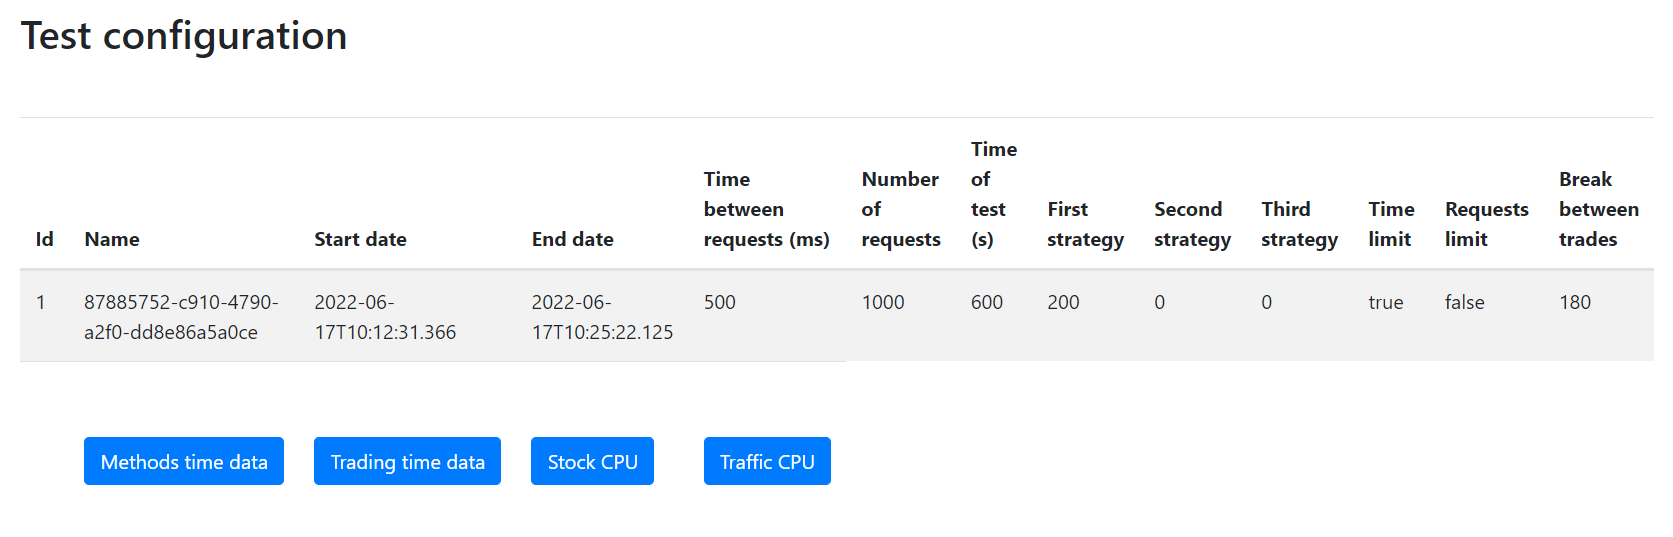 Test configuration
Id Name Start date End date Time between requests (ms) Number of requests Time of test (s) First strategy Second strategy Third strategy Time limit Requests limit Break between trades
1 87885752-c910-4790- 2022-06- 2022-06- 500 1000 600 200 0 0 true false 180
a2f0-dd8e86a5a0ce 17T10:12:31.366 17T10:25:22.125
Methods time data Trading time data Stock CPU Traffic CPU